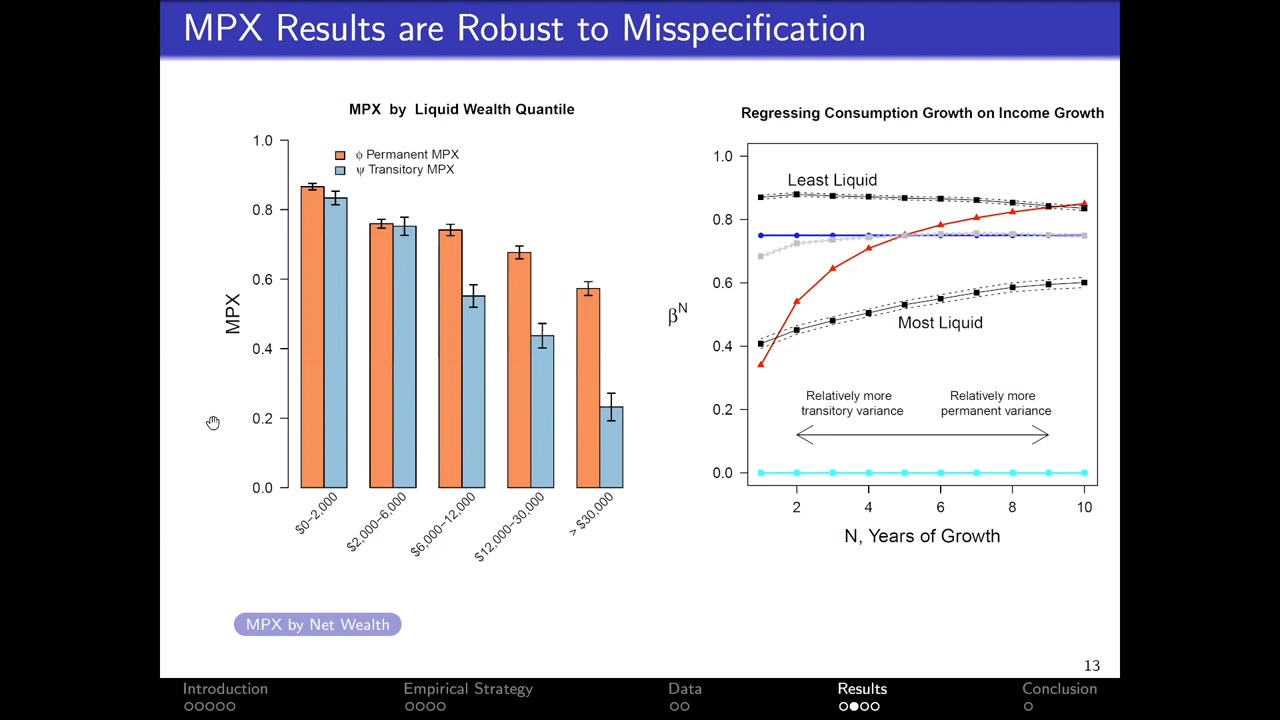 MPX Results are Robust to Misspecification
MPX by Liquid Wealth Quantile
1.0
0.8
0.6
0.4
0.2
0.0
MPX
ϕ Permanent MPX
ψ Transitory MPX
$0−2,000
$2,000−6,000
$6,000−12,000
$12,000−30,000
> $30,000
Regressing Consumption Growth on Income Growth
1.0
0.8
0.6
0.4
0.2
0.0
βN
Least Liquid
Most Liquid
Relatively more
transitory variance
Relatively more
permanent variance
2 4 6 8 10
N, Years of Growth
MPX by Net Wealth
13
Introduction Empirical Strategy Data Results Conclusion